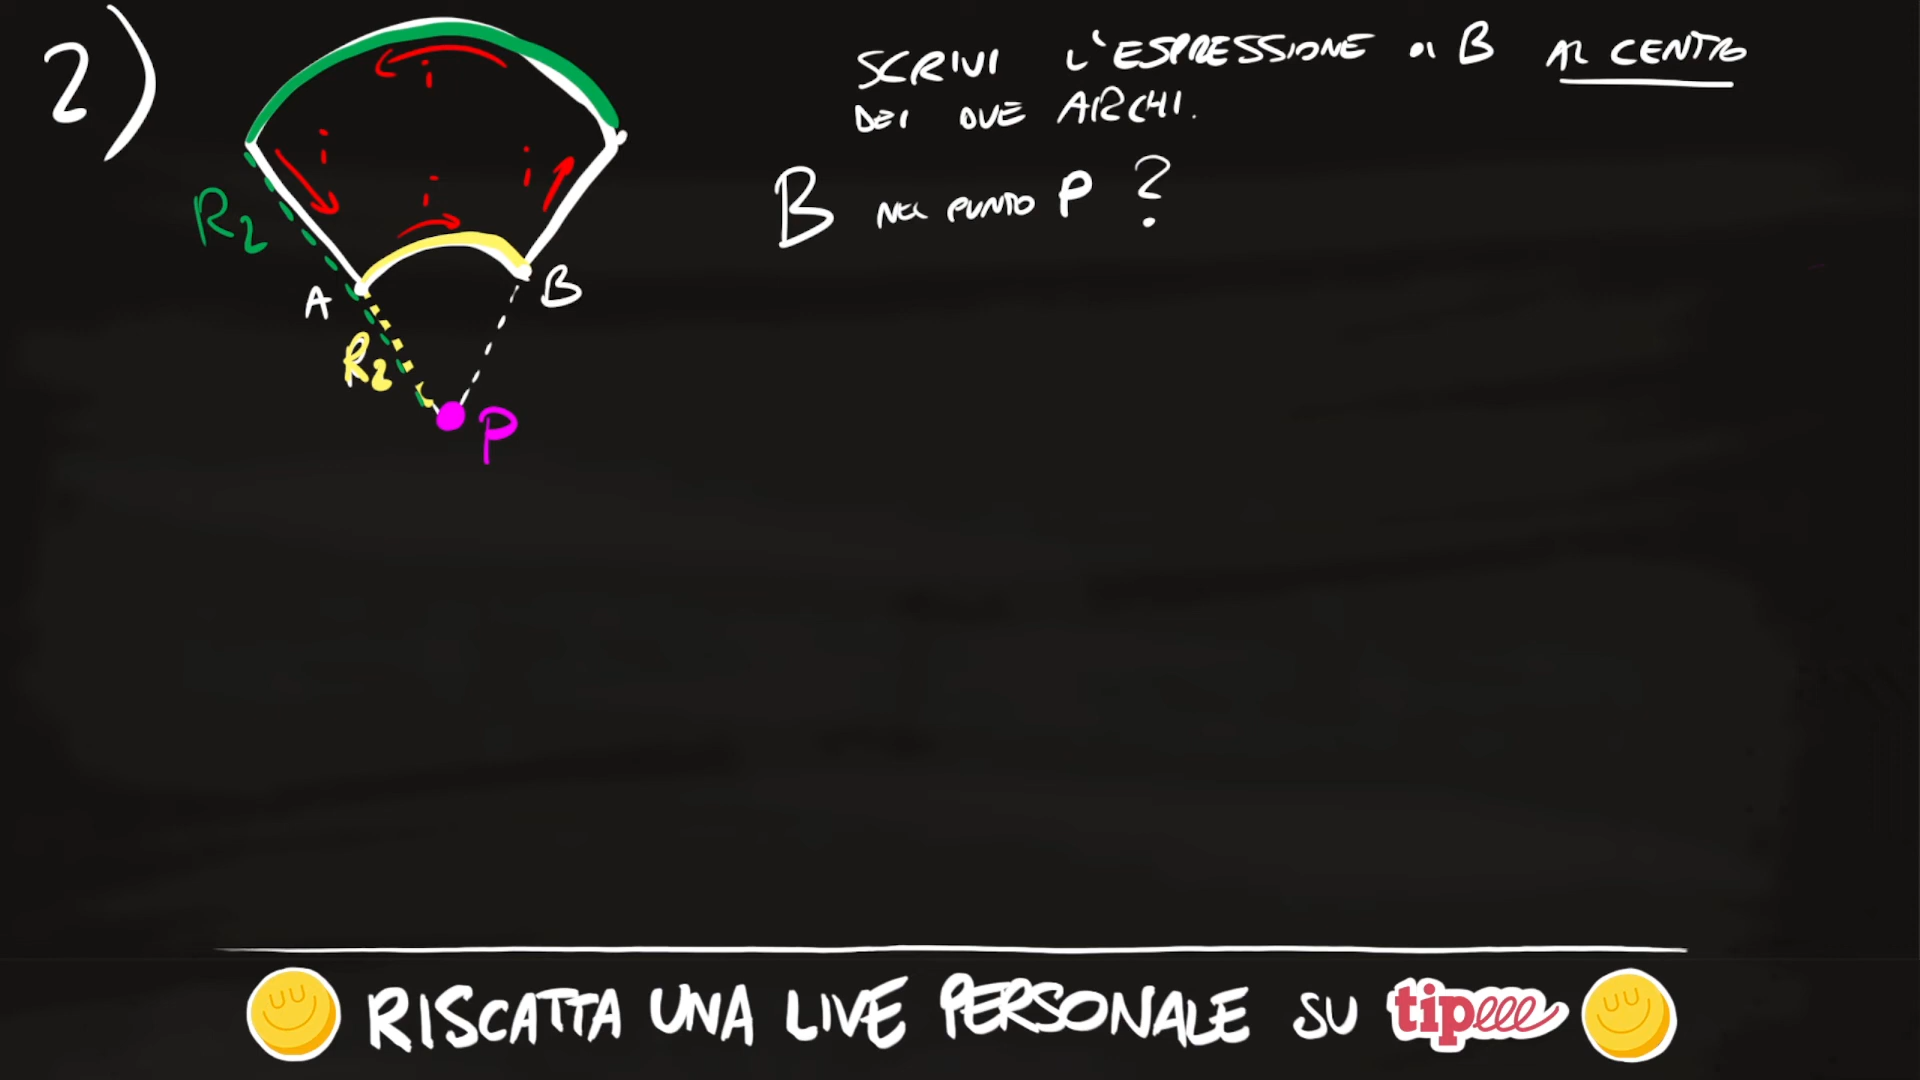 2)
SCRIVI L'ESPRESSIONE DI B AL CENTRO
DEI DUE ARCHI.
B NEL PUNTO P ?
i
i
i
i
R2
A
B
R2
P
RISCATTA UNA LIVE PERSONALE SU tipeee